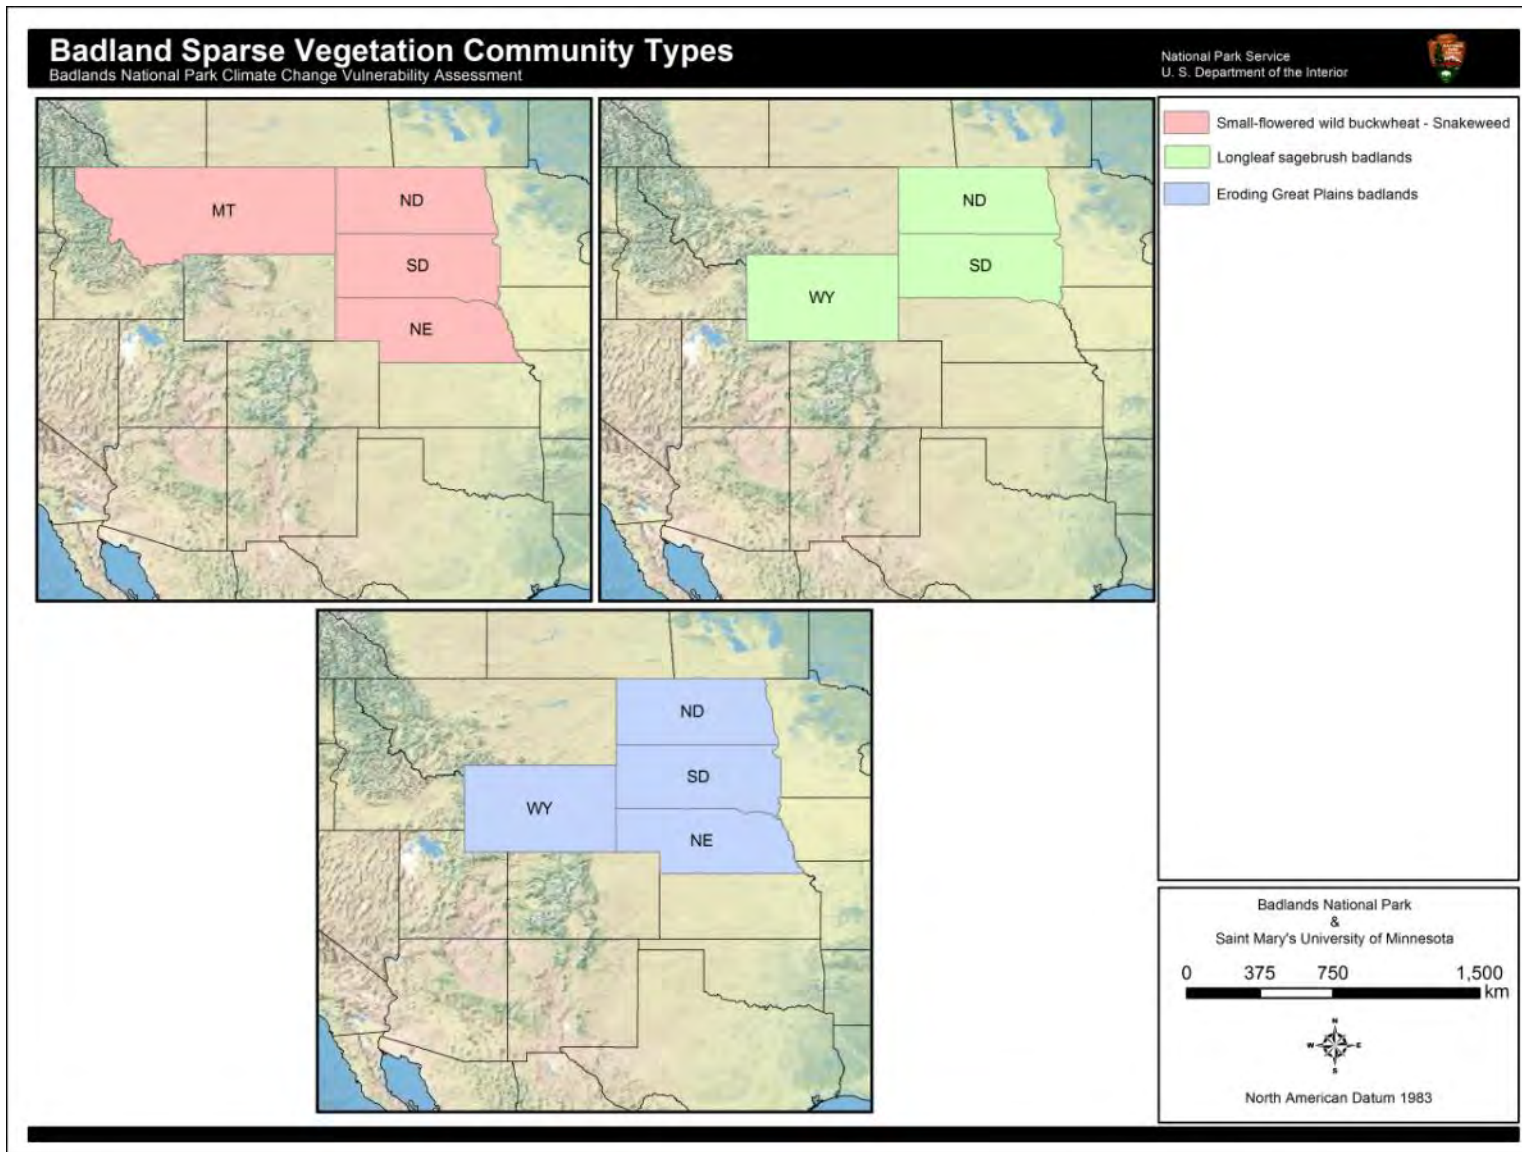 Badland Sparse Vegetation Community Types
Badlands National Park Climate Change Vulnerability Assessment
National Park Service
U. S. Department of the Interior
MT
ND
SD
NE
ND
SD
WY
Small-flowered wild buckwheat - Snakeweed
Longleaf sagebrush badlands
Eroding Great Plains badlands
ND
SD
WY
NE
Badlands National Park
&
Saint Mary's University of Minnesota
0 375 750 1,500
km
N
W E
S
North American Datum 1983